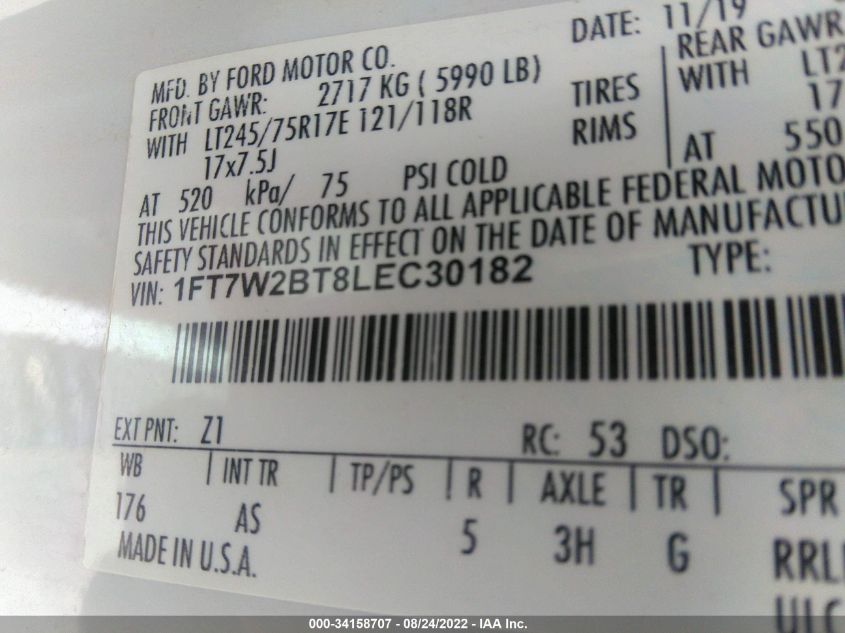 MFD. BY FORD MOTOR CO.
DATE: 11/19
FRONT GAWR: 2717 KG ( 5990 LB)
REAR GAWR
WITH LT245/75R17E 121/118R TIRES
WITH
17x7.5J RIMS
17
AT 520 kPa/ 75 PSI COLD
AT 550
THIS VEHICLE CONFORMS TO ALL APPLICABLE FEDERAL
SAFETY STANDARDS IN EFFECT ON THE DATE OF
VIN: 1FT7W2BT8LEC30182 TYPE:
EXT PNT: Z1 RC: 53 DSO:
WB | INT TR | TP/PS | R | AXLE | TR | SPR
176 AS 5 3H G
MADE IN U.S.A.
000-34158707 - 08/24/2022 - IAA Inc.